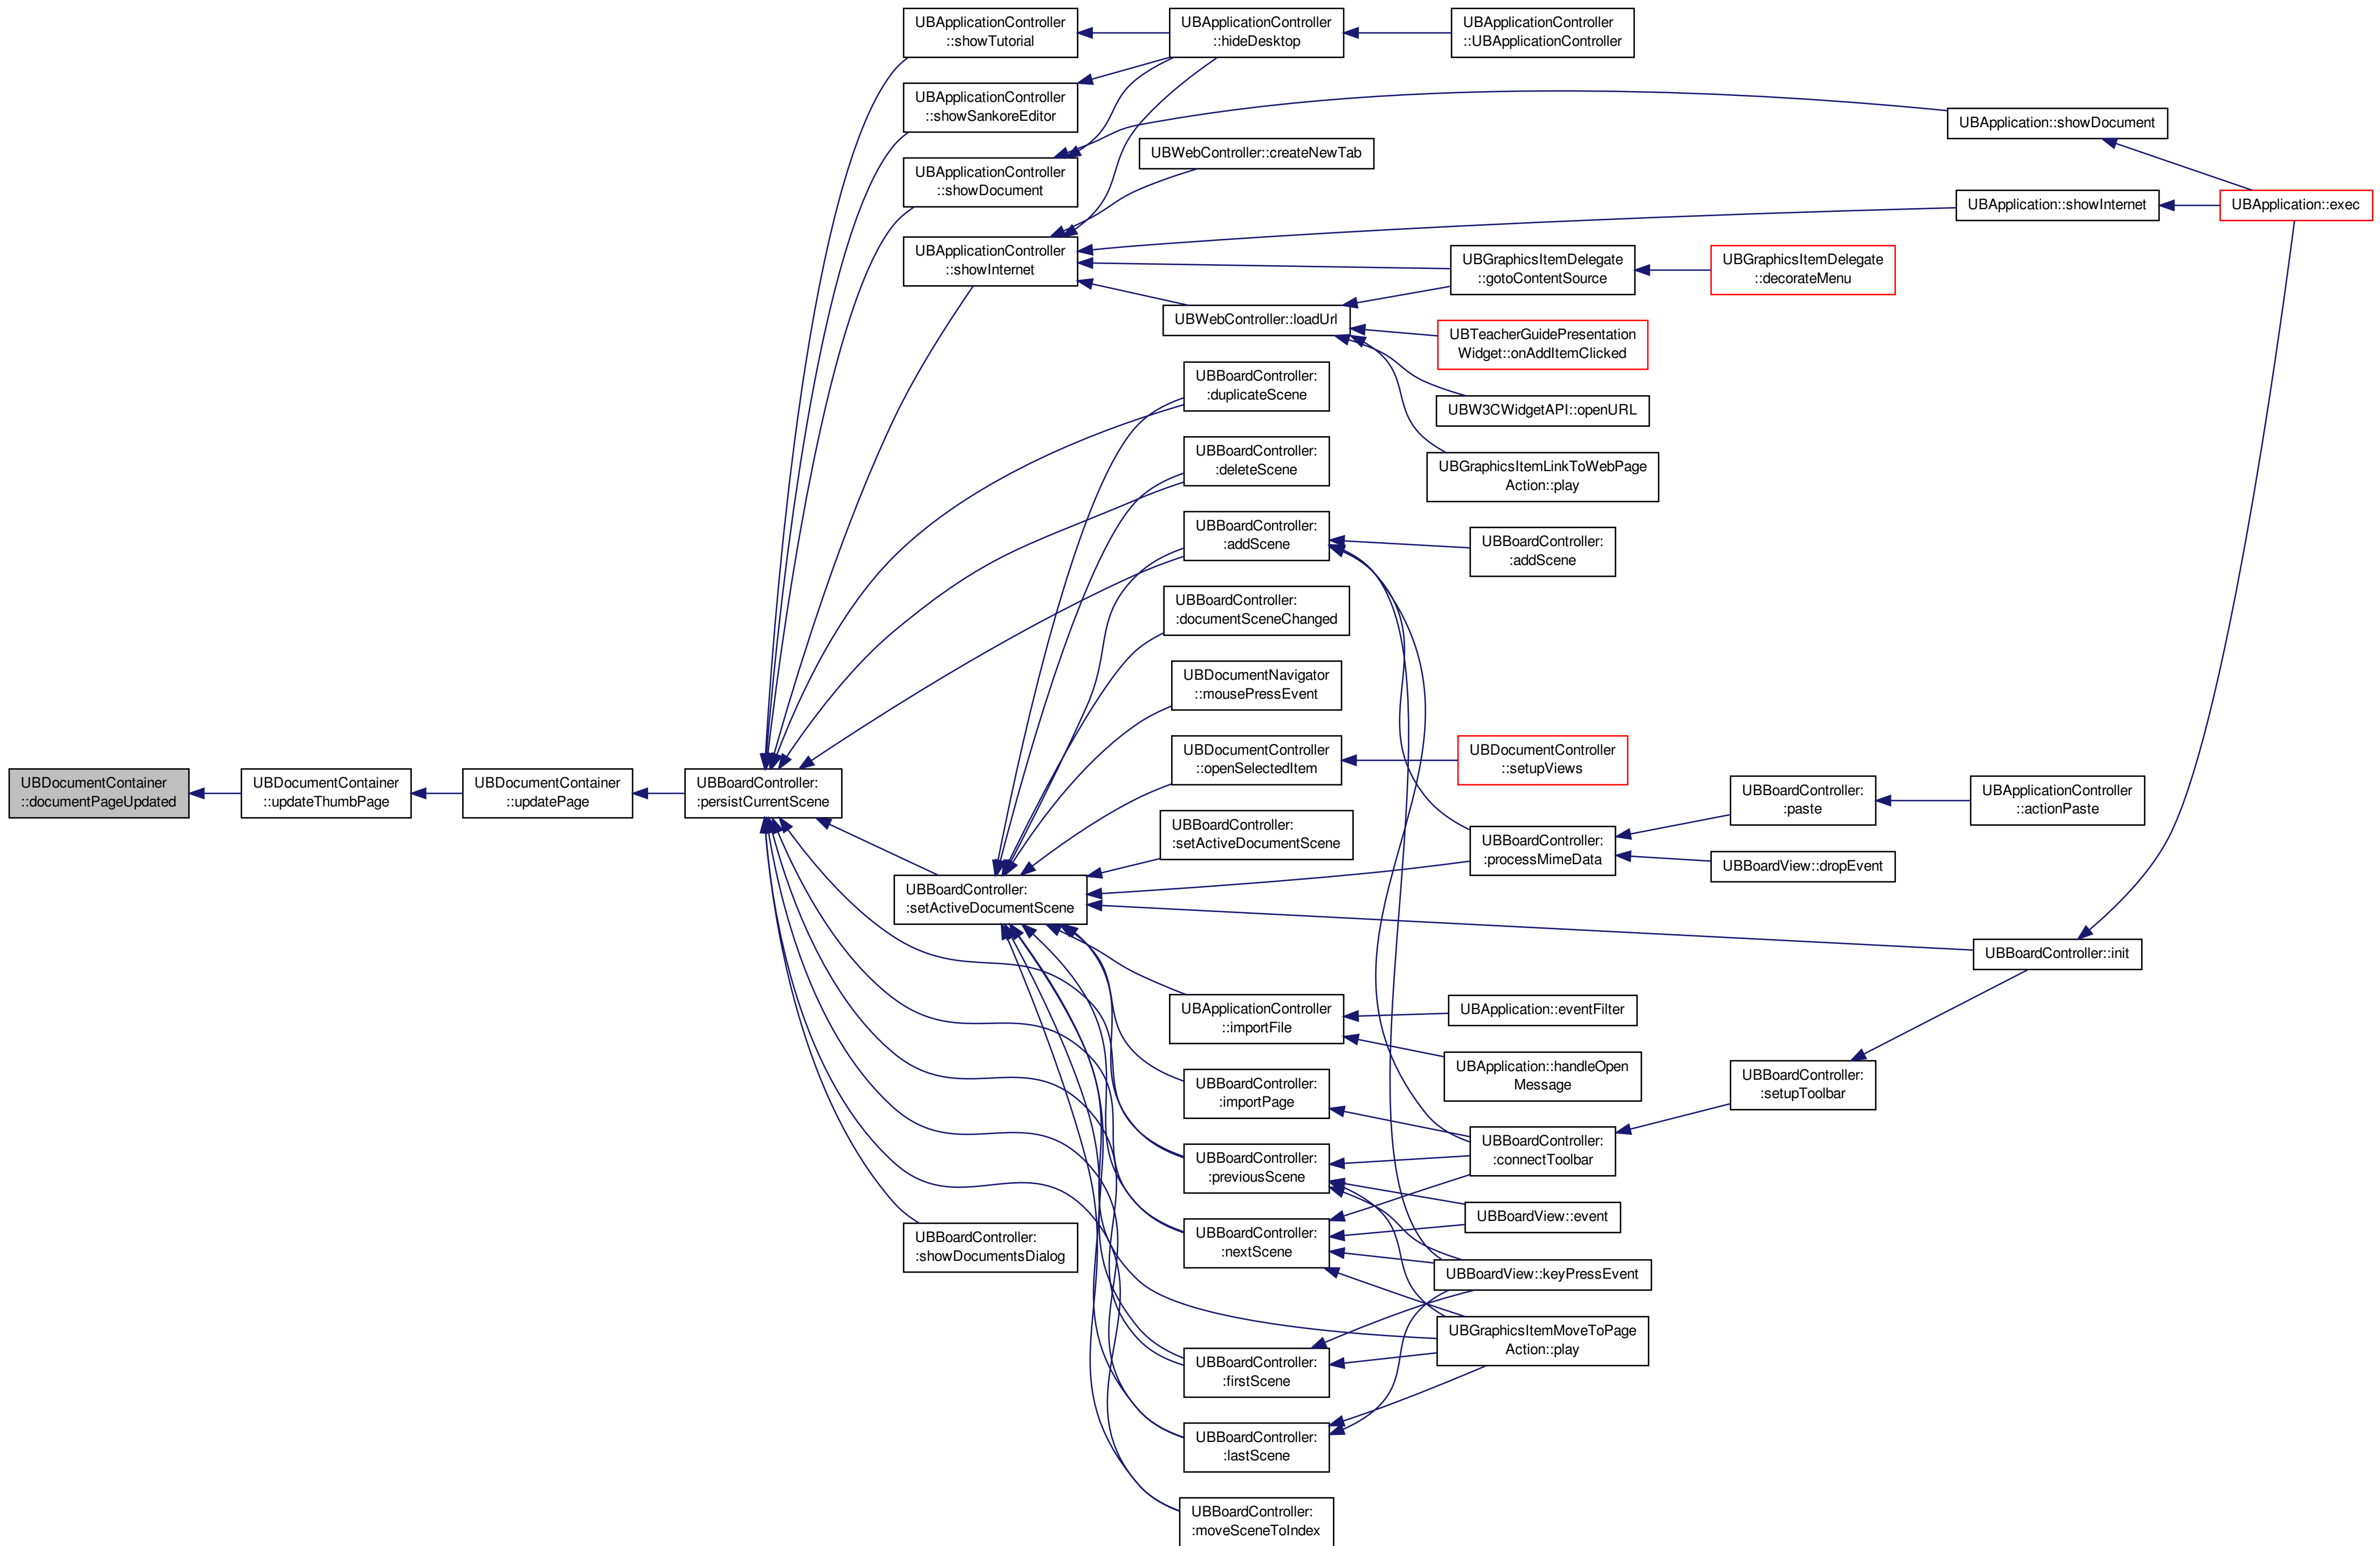 UBDocumentContainer
::documentPageUpdated
UBDocumentContainer
::updateThumbPage
UBDocumentContainer
::updatePage
UBBoardController:
:persistCurrentScene
UBApplicationController
::showTutorial
UBApplicationController
::showSankoreEditor
UBApplicationController
::showDocument
UBApplicationController
::showInternet
UBBoardController:
:setActiveDocumentScene
UBBoardController:
:showDocumentsDialog
UBApplicationController
::hideDesktop
UBWebController::createNewTab
UBWebController::loadUrl
UBBoardController:
:duplicateScene
UBBoardController:
:deleteScene
UBBoardController:
:addScene
UBBoardController:
:documentSceneChanged
UBDocumentNavigator
::mousePressEvent
UBDocumentController
::openSelectedItem
UBBoardController:
:setActiveDocumentScene
UBApplicationController
::importFile
UBBoardController:
:importPage
UBBoardController:
:previousScene
UBBoardController:
:nextScene
UBBoardController:
:firstScene
UBBoardController:
:lastScene
UBBoardController:
:moveSceneToIndex
UBApplicationController
::UBApplicationController
UBGraphicsItemDelegate
::gotoContentSource
UBTeacherGuidePresentation
Widget::onAddItemClicked
UBW3CWidgetAPI::openURL
UBGraphicsItemLinkToWebPage
Action::play
UBBoardController:
:addScene
UBDocumentController
::setupViews
UBBoardController:
:processMimeData
UBApplication::eventFilter
UBApplication::handleOpen
Message
UBBoardController:
:connectToolbar
UBBoardView::event
UBBoardView::keyPressEvent
UBGraphicsItemMoveToPage
Action::play
UBGraphicsItemDelegate
::decorateMenu
UBBoardController:
:paste
UBBoardView::dropEvent
UBBoardController:
:setupToolbar
UBApplication::showDocument
UBApplication::showInternet
UBApplicationController
::actionPaste
UBBoardController::init
UBApplication::exec